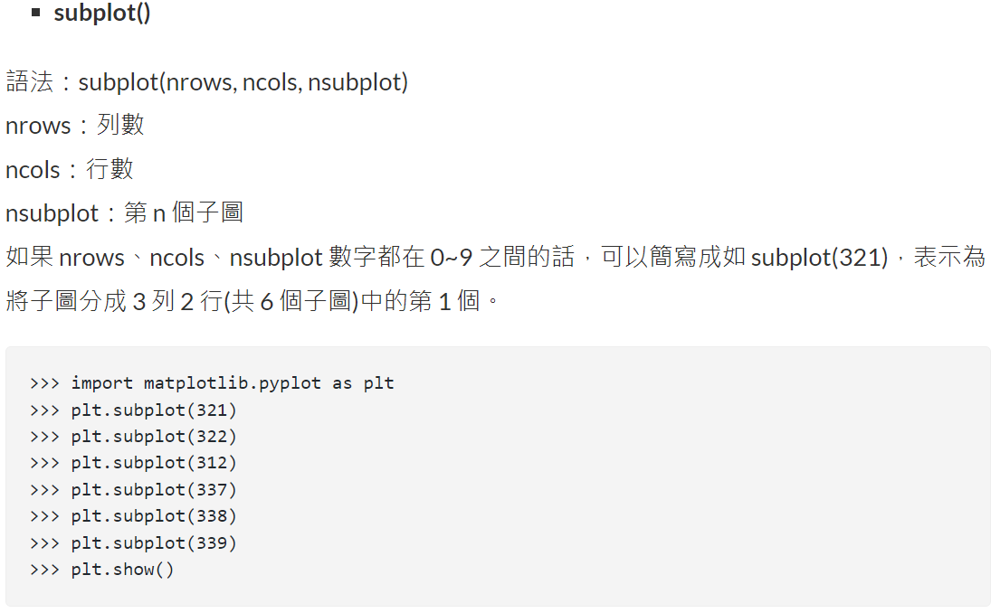 ▪ subplot()
語法：subplot(nrows, ncols, nsubplot)
nrows：列數
ncols：行數
nsubplot：第 n 個子圖
如果 nrows、ncols、nsubplot 數字都在 0~9 之間的話，可以簡寫成如 subplot(321)，表示為
將子圖分成 3 列 2 行(共 6 個子圖)中的第 1 個。
>>> import matplotlib.pyplot as plt
>>> plt.subplot(321)
>>> plt.subplot(322)
>>> plt.subplot(312)
>>> plt.subplot(337)
>>> plt.subplot(338)
>>> plt.subplot(339)
>>> plt.show()